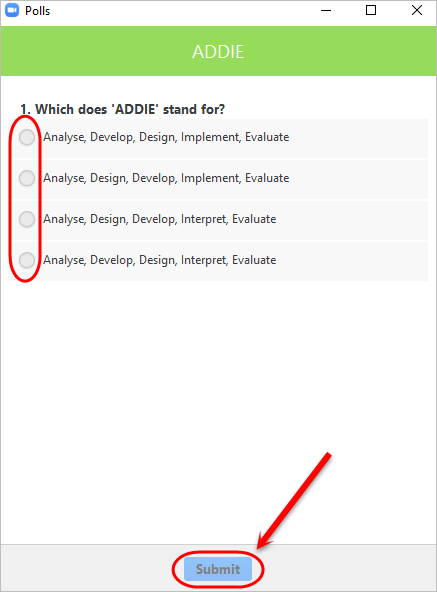 Polls
ADDIE
1. Which does 'ADDIE' stand for?
Analyse, Develop, Design, Implement, Evaluate
Analyse, Design, Develop, Implement, Evaluate
Analyse, Design, Develop, Interpret, Evaluate
Analyse, Develop, Design, Interpret, Evaluate
Submit